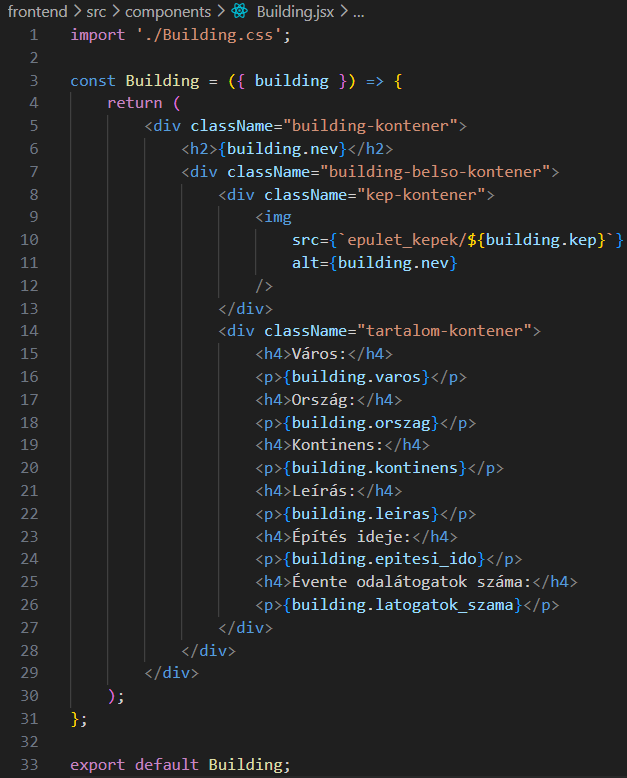 frontend > src > components > Building.jsx > ...
1 import './Building.css';
2
3 const Building = ({ building }) => {
4     return (
5         <div className="building-kontener">
6             <h2>{building.nev}</h2>
7             <div className="building-belso-kontener">
8                 <div className="kep-kontener">
9                     <img
10                         src={`epulet_kepek/${building.kep}`}
11                         alt={building.nev}
12                     />
13                 </div>
14                 <div className="tartalom-kontener">
15                     <h4>Város:</h4>
16                     <p>{building.varos}</p>
17                     <h4>Ország:</h4>
18                     <p>{building.orszag}</p>
19                     <h4>Kontinens:</h4>
20                     <p>{building.kontinens}</p>
21                     <h4>Leírás:</h4>
22                     <p>{building.leiras}</p>
23                     <h4>Építés ideje:</h4>
24                     <p>{building.epitesi_ido}</p>
25                     <h4>Évente odalátogatok száma:</h4>
26                     <p>{building.latogatok_szama}</p>
27                 </div>
28             </div>
29         </div>
30     );
31 };
32
33 export default Building;